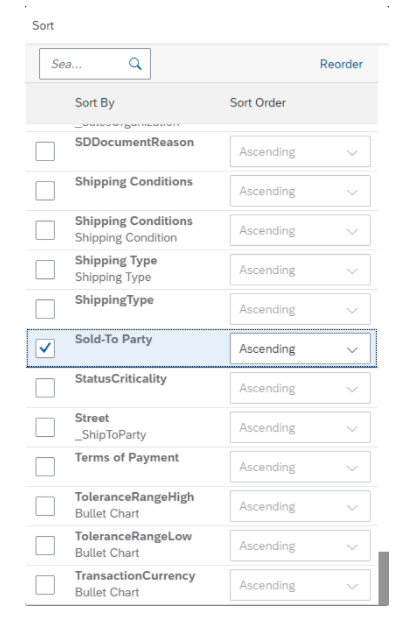 Sort
Sea...
Reorder
Sort By Sort Order
_SalesOrganization
SDDocumentReason
Ascending
Shipping Conditions
Ascending
Shipping Conditions
Shipping Condition
Ascending
Shipping Type
Shipping Type
Ascending
ShippingType
Ascending
Sold-To Party
Ascending
StatusCriticality
Ascending
Street
_ShipToParty
Ascending
Terms of Payment
Ascending
ToleranceRangeHigh
Bullet Chart
Ascending
ToleranceRangeLow
Bullet Chart
Ascending
TransactionCurrency
Bullet Chart
Ascending